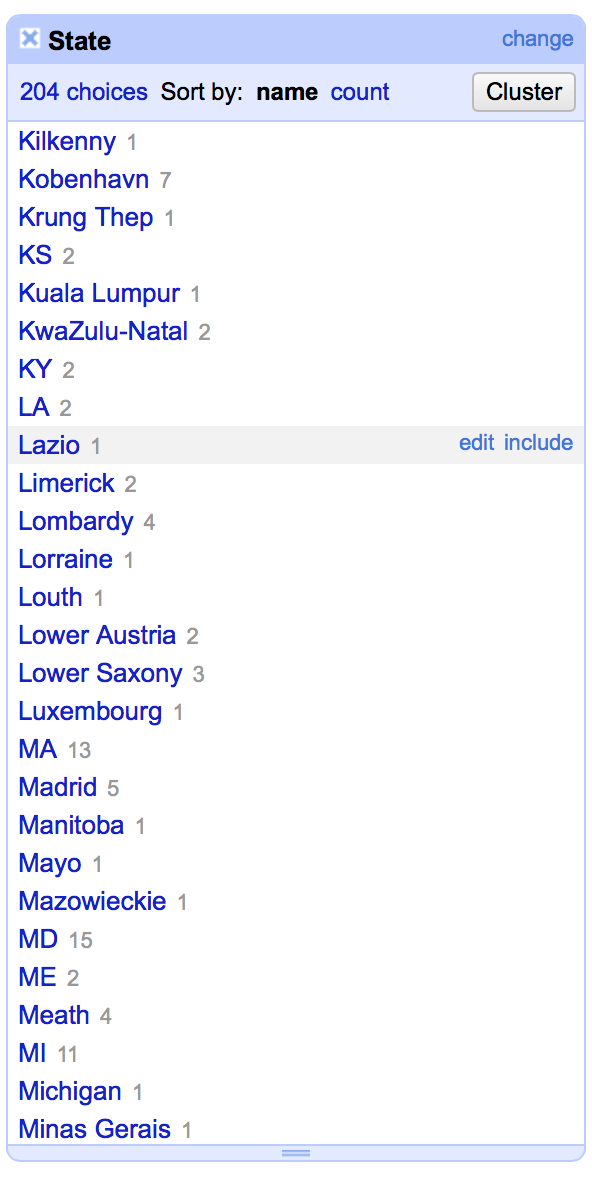 State change
204 choices Sort by: name count Cluster
Kilkenny 1
Kobenhavn 7
Krung Thep 1
KS 2
Kuala Lumpur 1
KwaZulu-Natal 2
KY 2
LA 2
Lazio 1 edit include
Limerick 2
Lombardy 4
Lorraine 1
Louth 1
Lower Austria 2
Lower Saxony 3
Luxembourg 1
MA 13
Madrid 5
Manitoba 1
Mayo 1
Mazowieckie 1
MD 15
ME 2
Meath 4
MI 11
Michigan 1
Minas Gerais 1